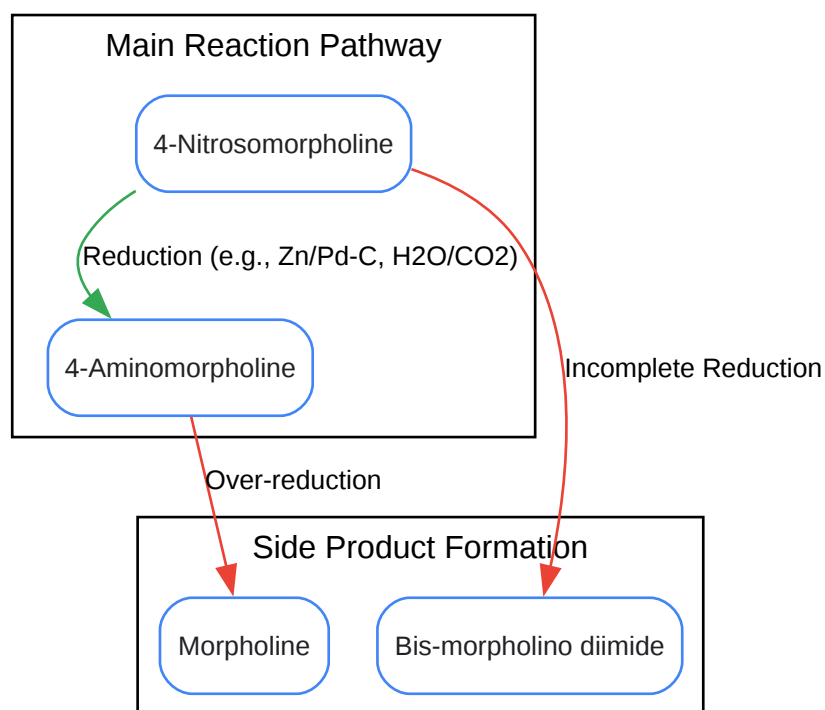 Main Reaction Pathway
4-Nitrosomorpholine
Reduction (e.g., Zn/Pd-C, H2O/CO2)
4-Aminomorpholine
Incomplete Reduction
Over-reduction
Side Product Formation
Morpholine
Bis-morpholino diimide